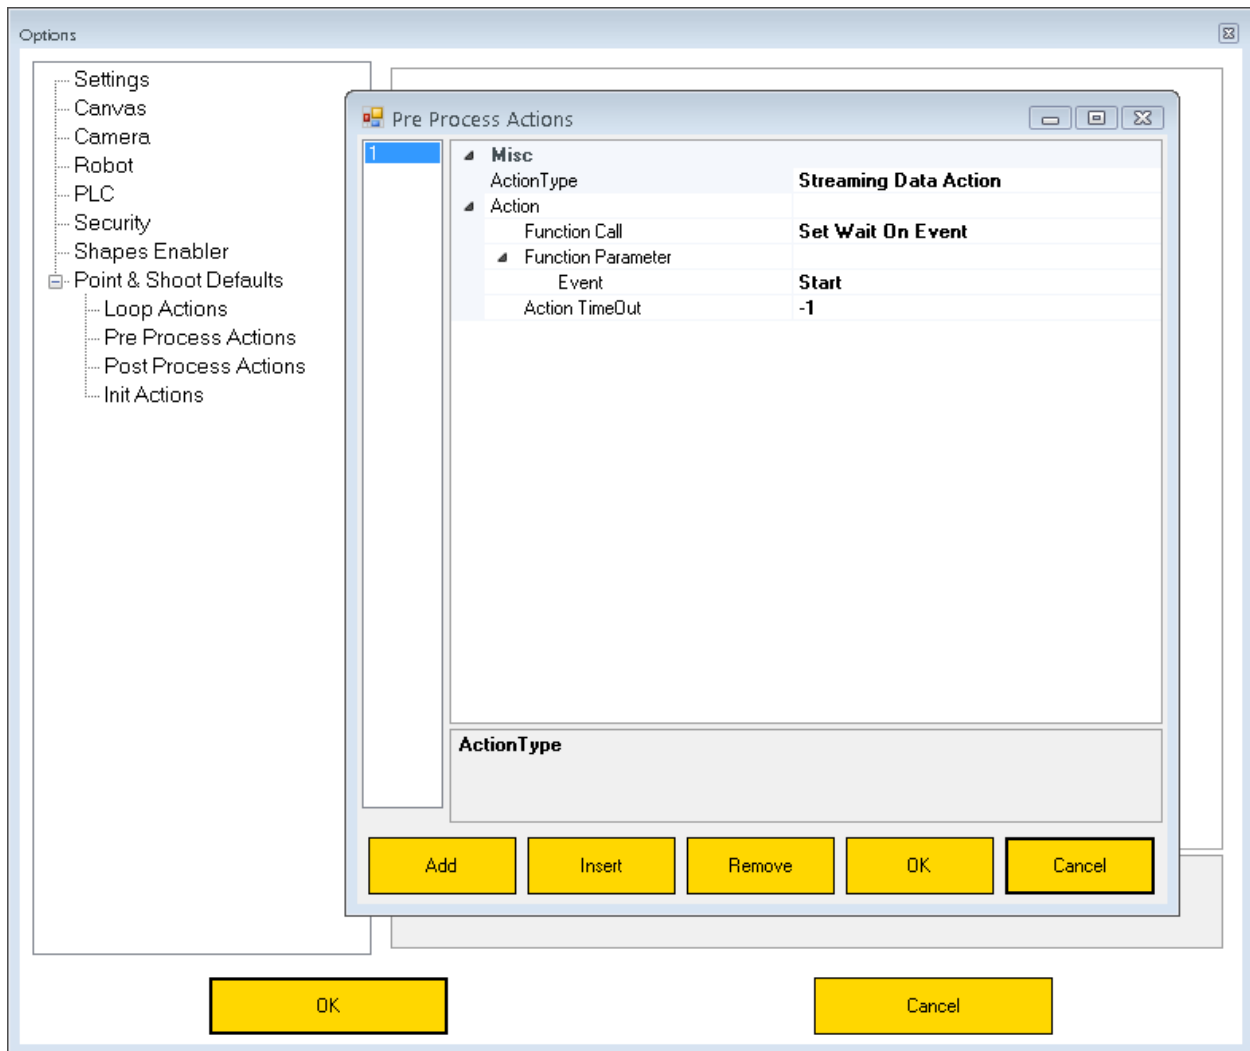 Options
Settings
Canvas
Camera
Robot
PLC
Security
Shapes Enabler
Point & Shoot Defaults
Loop Actions
Pre Process Actions
Post Process Actions
Init Actions
Pre Process Actions
1
Misc
ActionType Streaming Data Action
Action
Function Call Set Wait On Event
Function Parameter
Event Start
Action TimeOut -1
ActionType
Add Insert Remove OK Cancel
OK Cancel